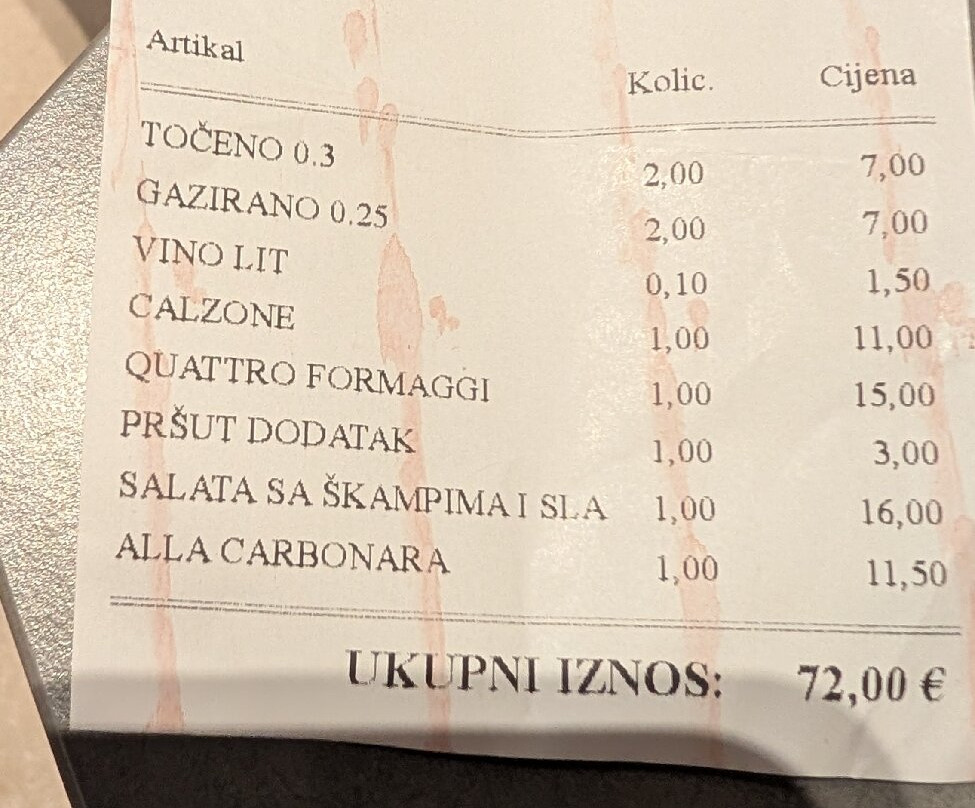 Artikal Kolic. Cijena
TOČENO 0.3 2,00 7,00
GAZIRANO 0.25 2,00 7,00
VINO LIT 0,10 1,50
CALZONE 1,00 11,00
QUATTRO FORMAGGI 1,00 15,00
PRŠUT DODATAK 1,00 3,00
SALATA SA ŠKAMPIMA I SLA 1,00 16,00
ALLA CARBONARA 1,00 11,50
UKUPNI IZNOS: 72,00 €